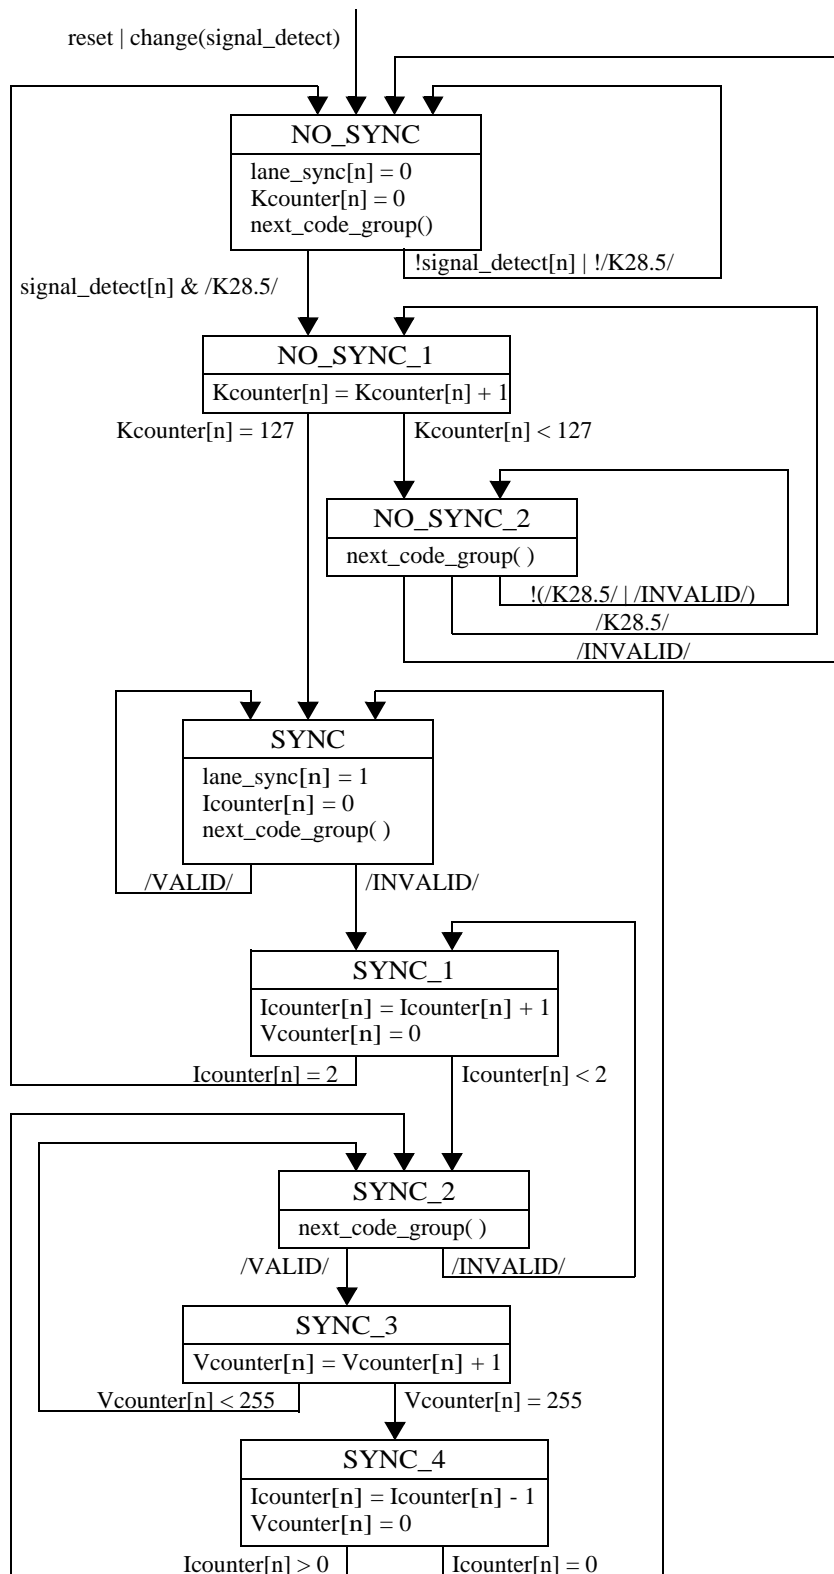 reset | change(signal_detect)
NO_SYNC
lane_sync[n] = 0
Kcounter[n] = 0
next_code_group()
!signal_detect[n] | !/K28.5/
signal_detect[n] & /K28.5/
NO_SYNC_1
Kcounter[n] = Kcounter[n] + 1
Kcounter[n] = 127
Kcounter[n] < 127
NO_SYNC_2
next_code_group( )
!(/K28.5/ | /INVALID/)
/K28.5/
/INVALID/
SYNC
lane_sync[n] = 1
Icounter[n] = 0
next_code_group( )
/VALID/
/INVALID/
SYNC_1
Icounter[n] = Icounter[n] + 1
Vcounter[n] = 0
Icounter[n] = 2
Icounter[n] < 2
SYNC_2
next_code_group( )
/VALID/
/INVALID/
SYNC_3
Vcounter[n] = Vcounter[n] + 1
Vcounter[n] < 255
Vcounter[n] = 255
SYNC_4
Icounter[n] = Icounter[n] - 1
Vcounter[n] = 0
Icounter[n] > 0
Icounter[n] = 0